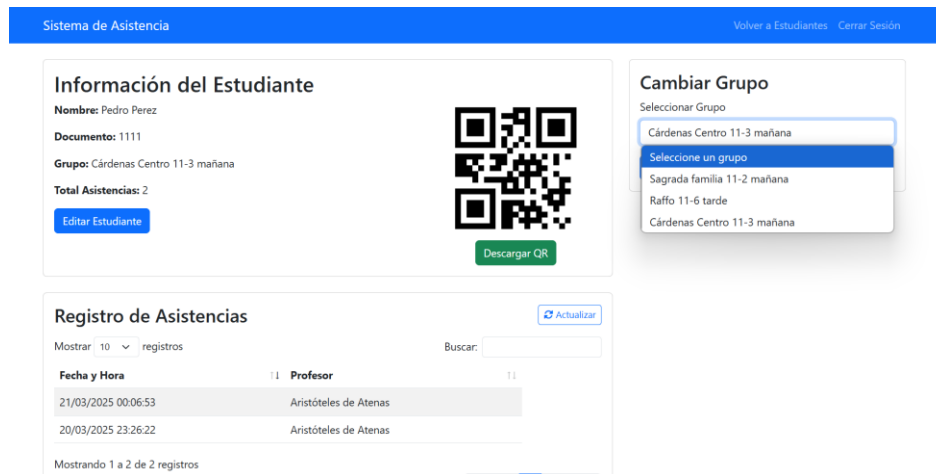 Sistema de Asistencia
Volver a Estudiantes Cerrar Sesión
Información del Estudiante
Nombre: Pedro Perez
Documento: 1111
Grupo: Cárdenas Centro 11-3 mañana
Total Asistencias: 2
Editar Estudiante
Descargar QR
Cambiar Grupo
Seleccionar Grupo
Cárdenas Centro 11-3 mañana
Seleccione un grupo
Sagrada familia 11-2 mañana
Raffo 11-6 tarde
Cárdenas Centro 11-3 mañana
Registro de Asistencias
Actualizar
Mostrar 10 registros
Buscar:
Fecha y Hora Profesor
21/03/2025 00:06:53 Aristóteles de Atenas
20/03/2025 23:26:22 Aristóteles de Atenas
Mostrando 1 a 2 de 2 registros